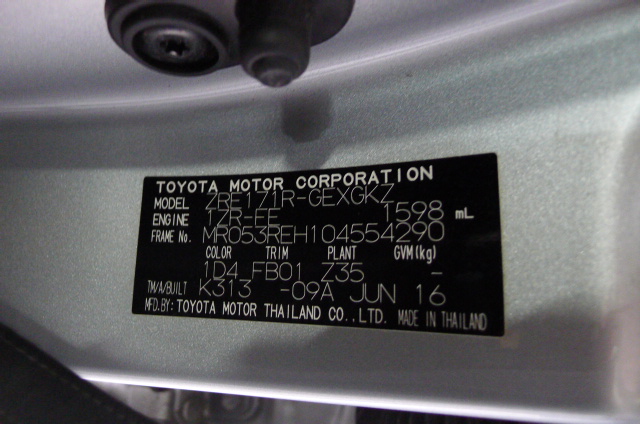 TOYOTA MOTOR CORPORATION
MODEL ZRE171R-GEXGKZ
ENGINE 1ZR-FE 1598 mL
FRAME No. MR053REH104554290
COLOR TRIM PLANT GVM(kg)
1D4 FB01 Z35 -
T/A/BUILT K313 -09A JUN 16
MFD.BY: TOYOTA MOTOR THAILAND CO.,LTD. MADE IN THAILAND